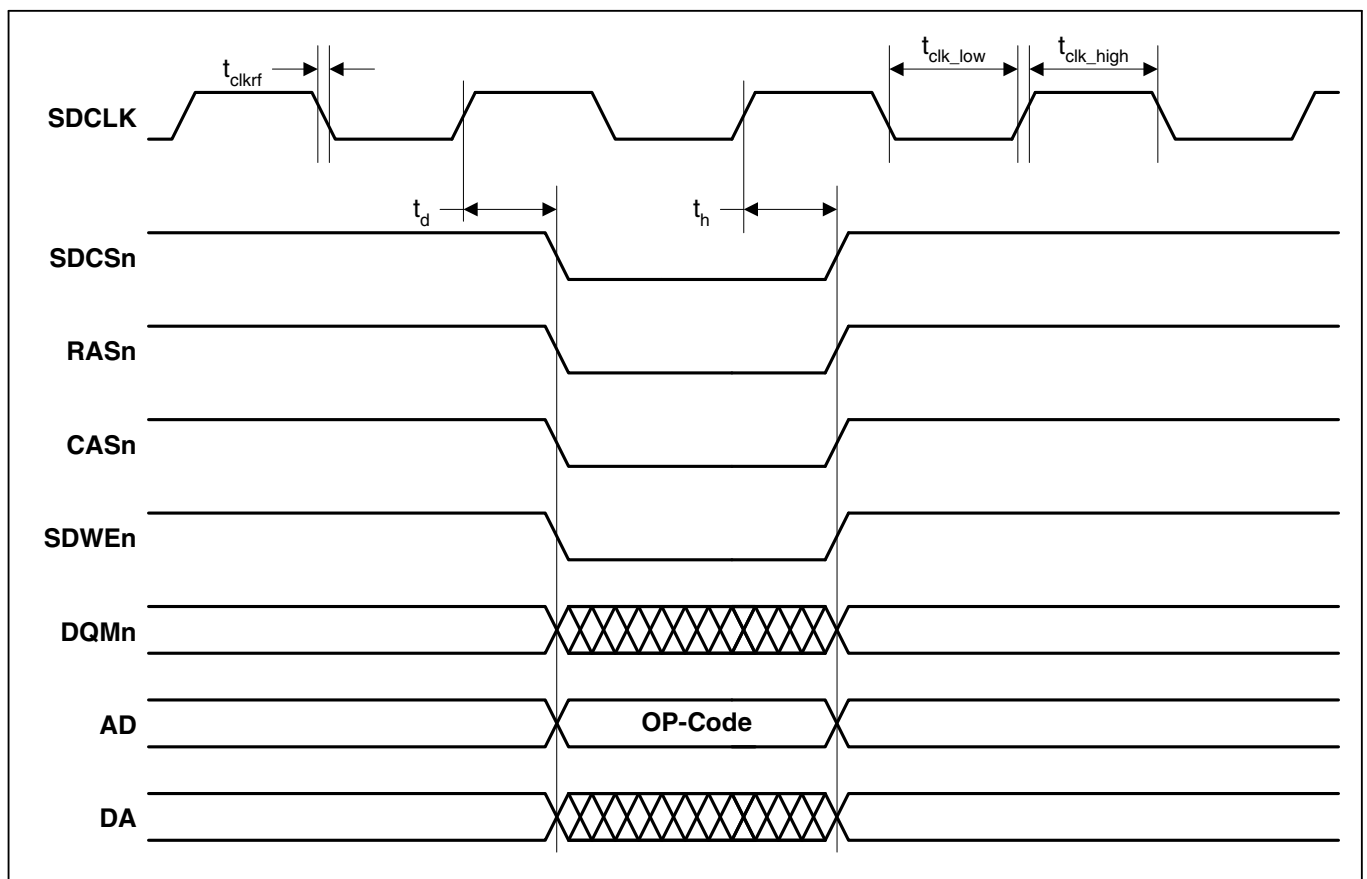 t_clkrf
t_clk_low
t_clk_high
SDCLK
t_d
t_h
SDCSn
RASn
CASn
SDWEn
DQMn
AD
OP-Code
DA